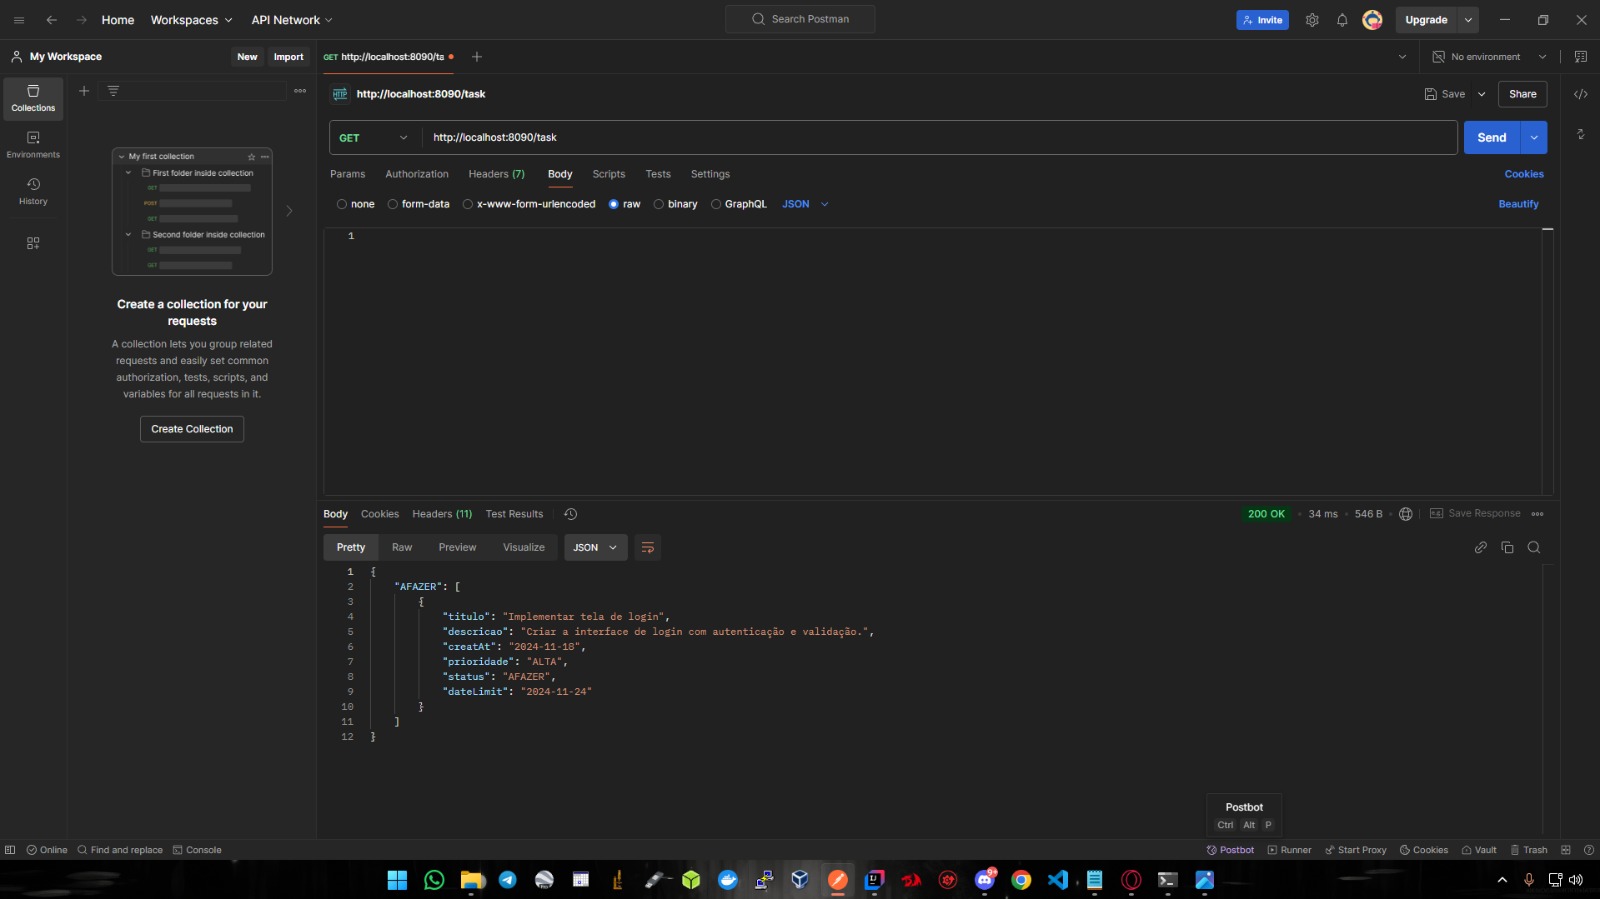 Home Workspaces API Network Search Postman Invite Upgrade
My Workspace New Import GET http://localhost:8090/ta No environment
Collections
Environments
History
My first collection
First folder inside collection
GET
POST
GET
Second folder inside collection
GET
GET
Create a collection for your
requests
A collection lets you group related
requests and easily set common
authorization, tests, scripts, and
variables for all requests in it.
Create Collection
HTTP http://localhost:8090/task Save Share
GET http://localhost:8090/task Send
Params Authorization Headers (7) Body Scripts Tests Settings Cookies
none form-data x-www-form-urlencoded raw binary GraphQL JSON Beautify
1
Body Cookies Headers (11) Test Results 200 OK • 34 ms • 546 B Save Response
Pretty Raw Preview Visualize JSON
1 {
2 "AFAZER": [
3 {
4 "titulo": "Implementar tela de login",
5 "descricao": "Criar a interface de login com autenticação e validação.",
6 "creatAt": "2024-11-18",
7 "prioridade": "ALTA",
8 "status": "AFAZER",
9 "dateLimit": "2024-11-24"
10 }
11 ]
12 }
Postbot
Ctrl Alt P
Online Find and replace Console Postbot Runner Start Proxy Cookies Vault Trash